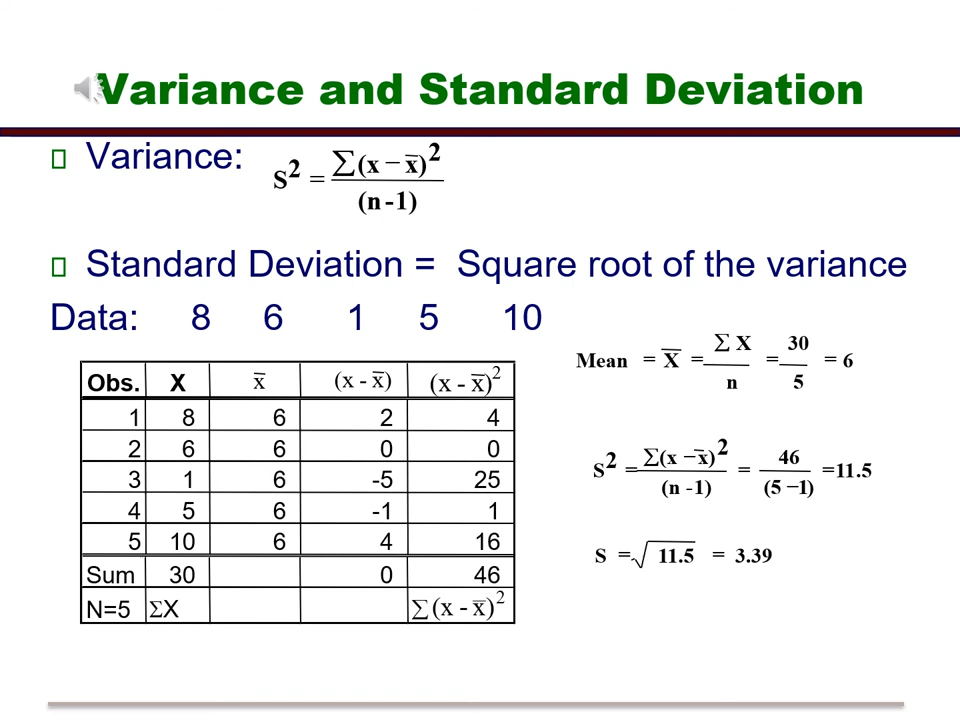 Variance and Standard Deviation
Variance: S² = ∑(x − x̄)² / (n - 1)
Standard Deviation = Square root of the variance
Data: 8 6 1 5 10
Mean = X̄ = ∑ X / n = 30 / 5 = 6
Obs. X x̄ (x - x̄) (x - x̄)²
1 8 6 2 4
2 6 6 0 0
3 1 6 -5 25
4 5 6 -1 1
5 10 6 4 16
Sum 30 0 46
N=5 ΣX ∑(x - x̄)²
S² = ∑(x − x̄)² / (n - 1) = 46 / (5 − 1) = 11.5
S = √11.5 = 3.39